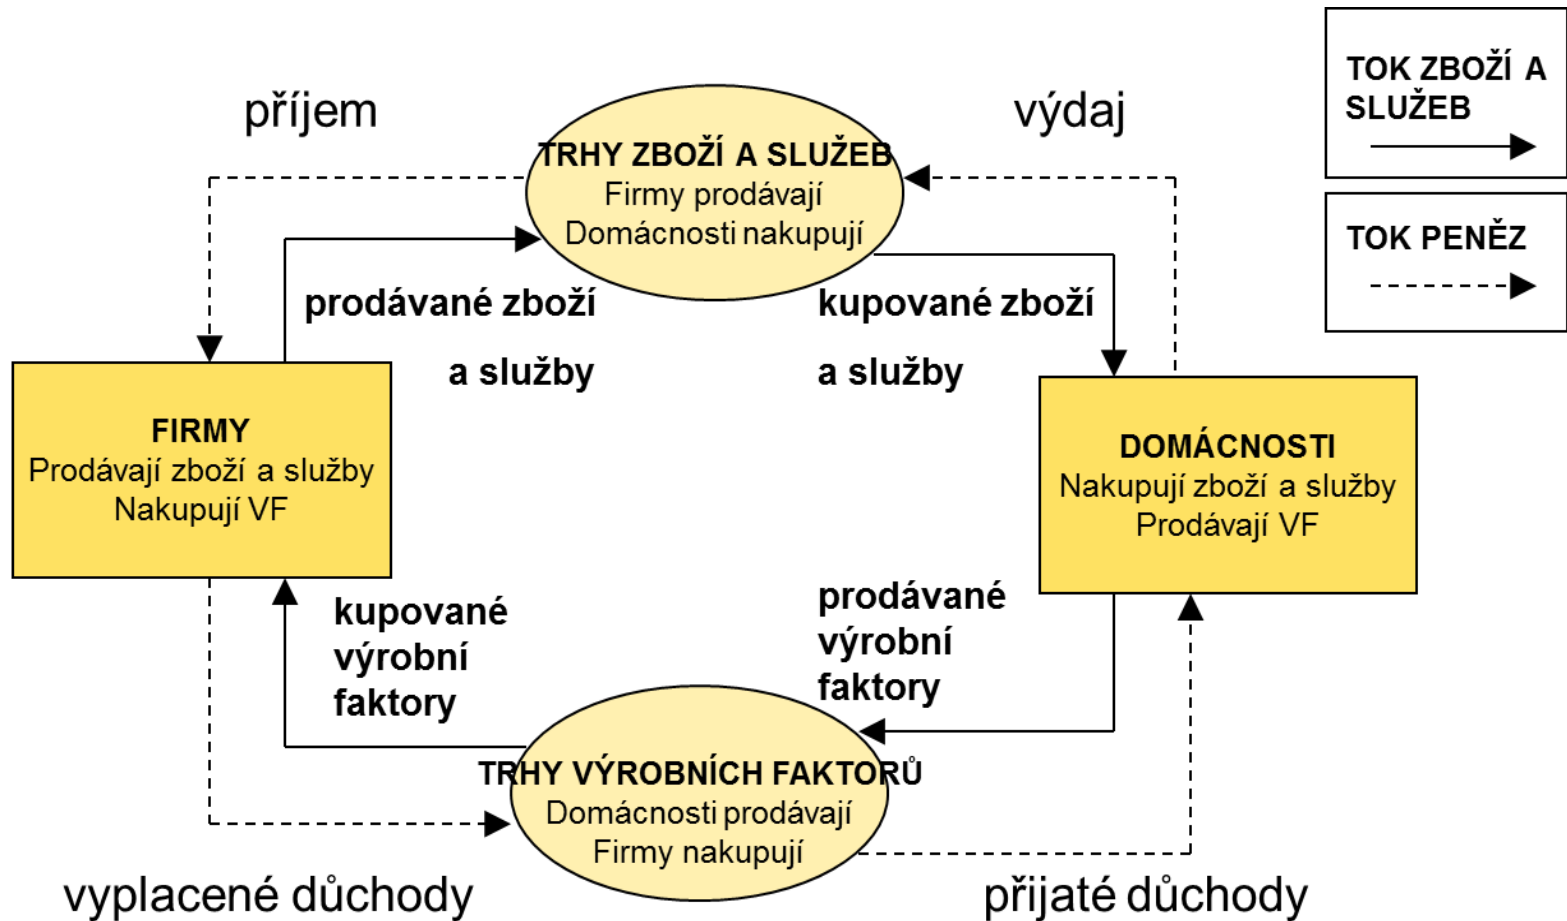 příjem
výdaj
TOK ZBOŽÍ A
SLUŽEB
TRHY ZBOŽÍ A SLUŽEB
Firmy prodávají
Domácnosti nakupují
TOK PENĚZ
prodávané zboží
a služby
kupované zboží
a služby
FIRMY
Prodávají zboží a služby
Nakupují VF
DOMÁCNOSTI
Nakupují zboží a služby
Prodávají VF
kupované
výrobní
faktory
prodávané
výrobní
faktory
TRHY VÝROBNÍCH FAKTORŮ
Domácnosti prodávají
Firmy nakupují
vyplacené důchody
přijaté důchody